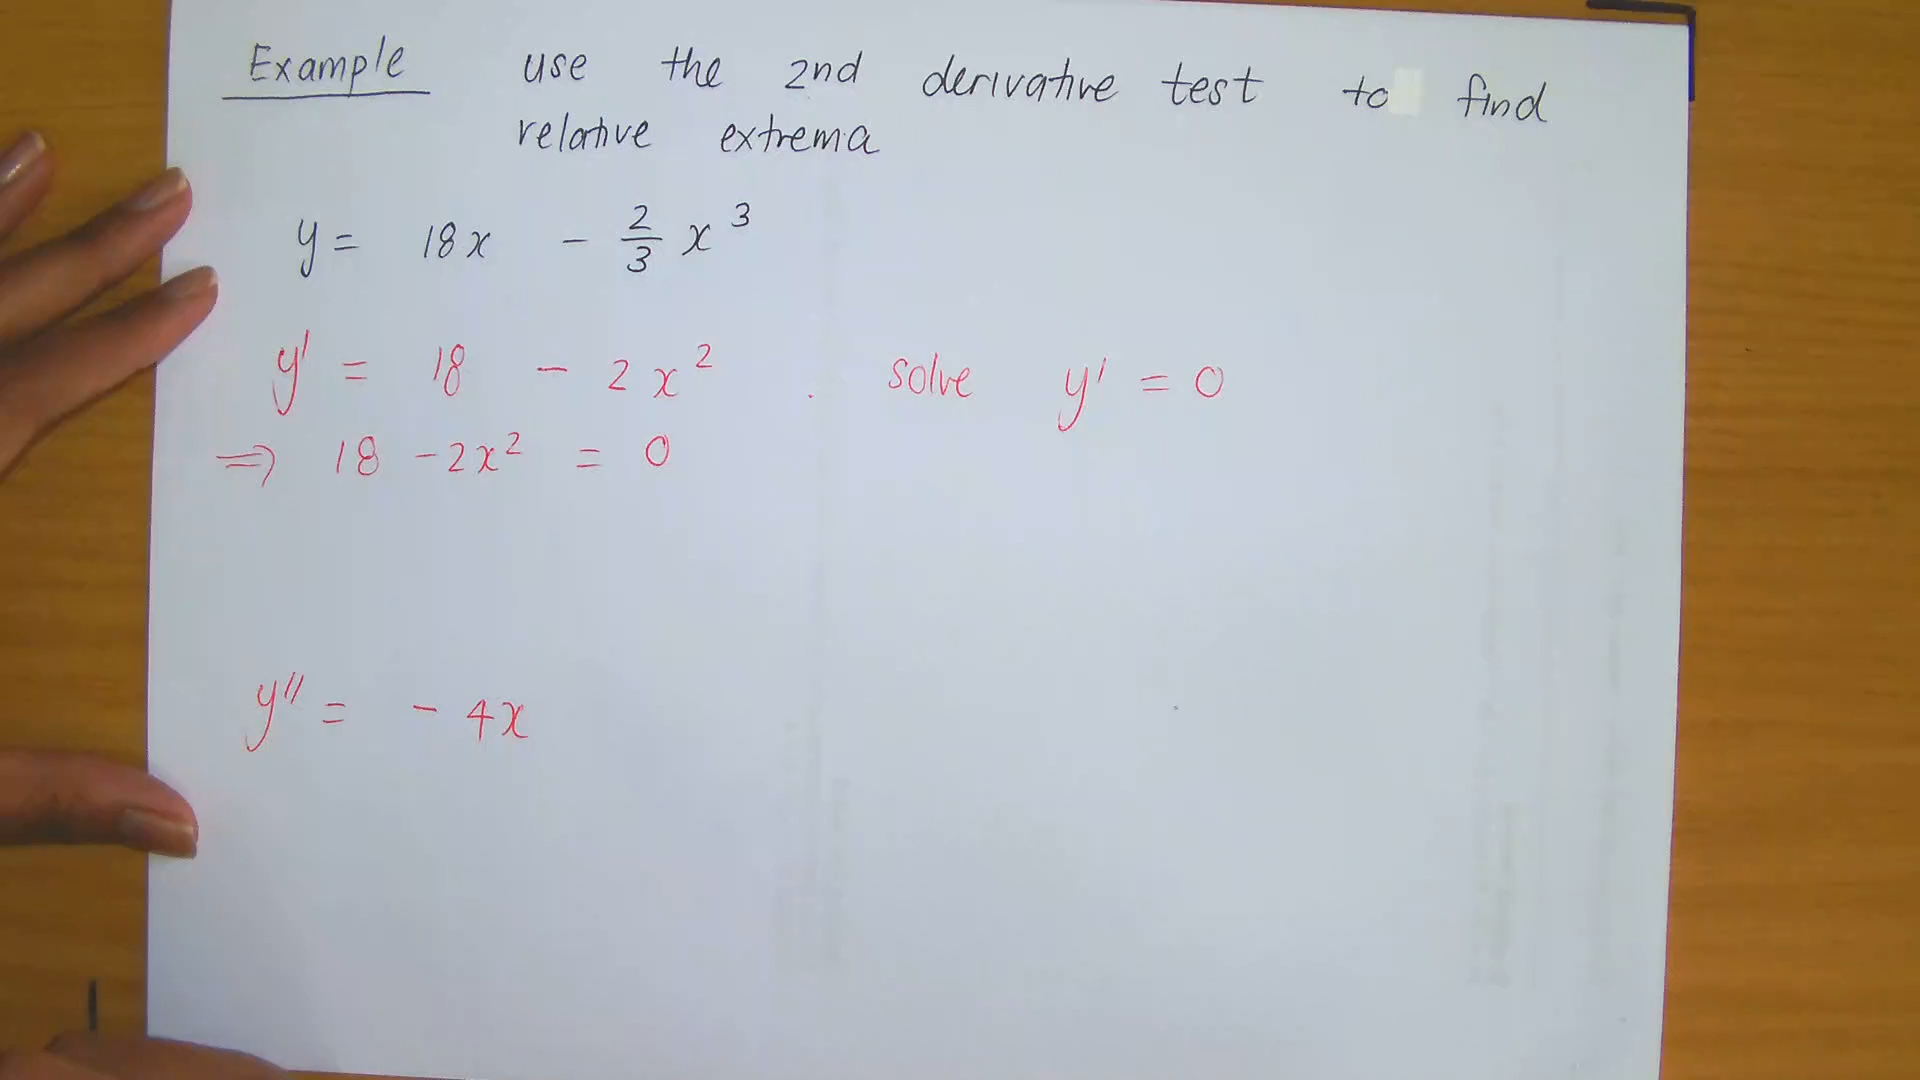 Example use the 2nd derivative test to find
relative extrema
y = 18x - 2/3 x³
y' = 18 - 2x² . solve y' = 0
⇒ 18 - 2x² = 0
y'' = - 4x